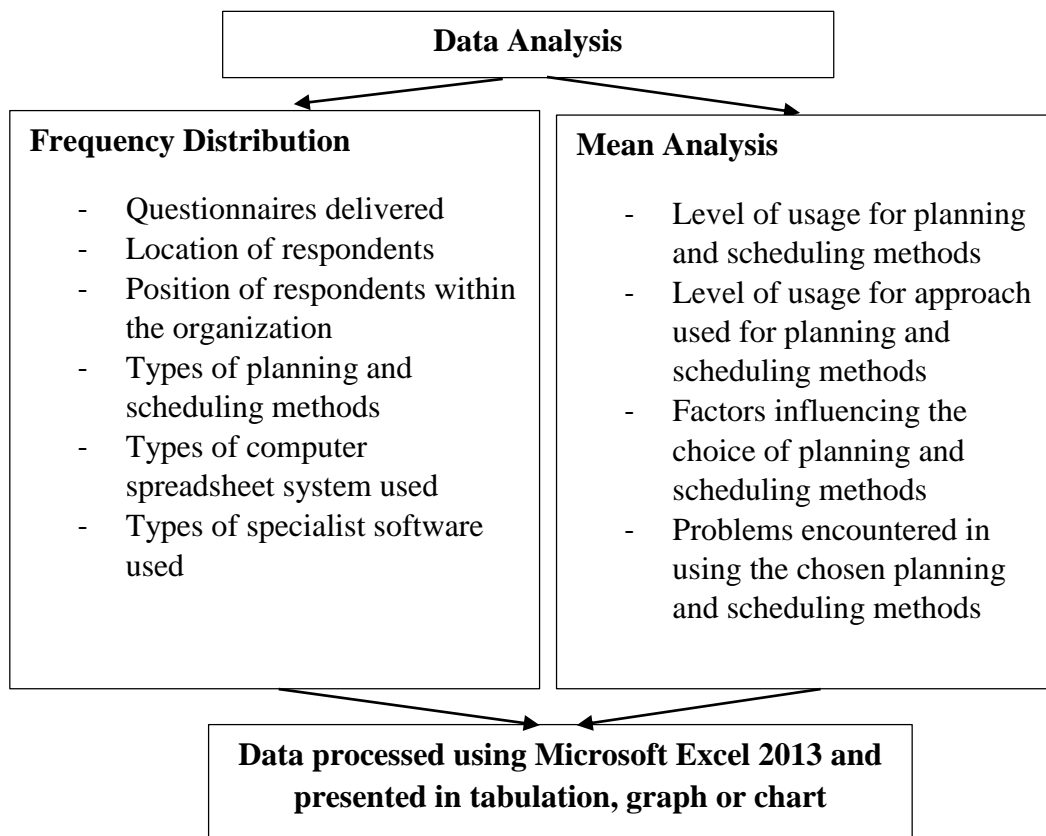 Data Analysis
Frequency Distribution
- Questionnaires delivered
- Location of respondents
- Position of respondents within
the organization
- Types of planning and
scheduling methods
- Types of computer
spreadsheet system used
- Types of specialist software
used
Mean Analysis
- Level of usage for planning
and scheduling methods
- Level of usage for approach
used for planning and
scheduling methods
- Factors influencing the
choice of planning and
scheduling methods
- Problems encountered in
using the chosen planning
and scheduling methods
Data processed using Microsoft Excel 2013 and
presented in tabulation, graph or chart